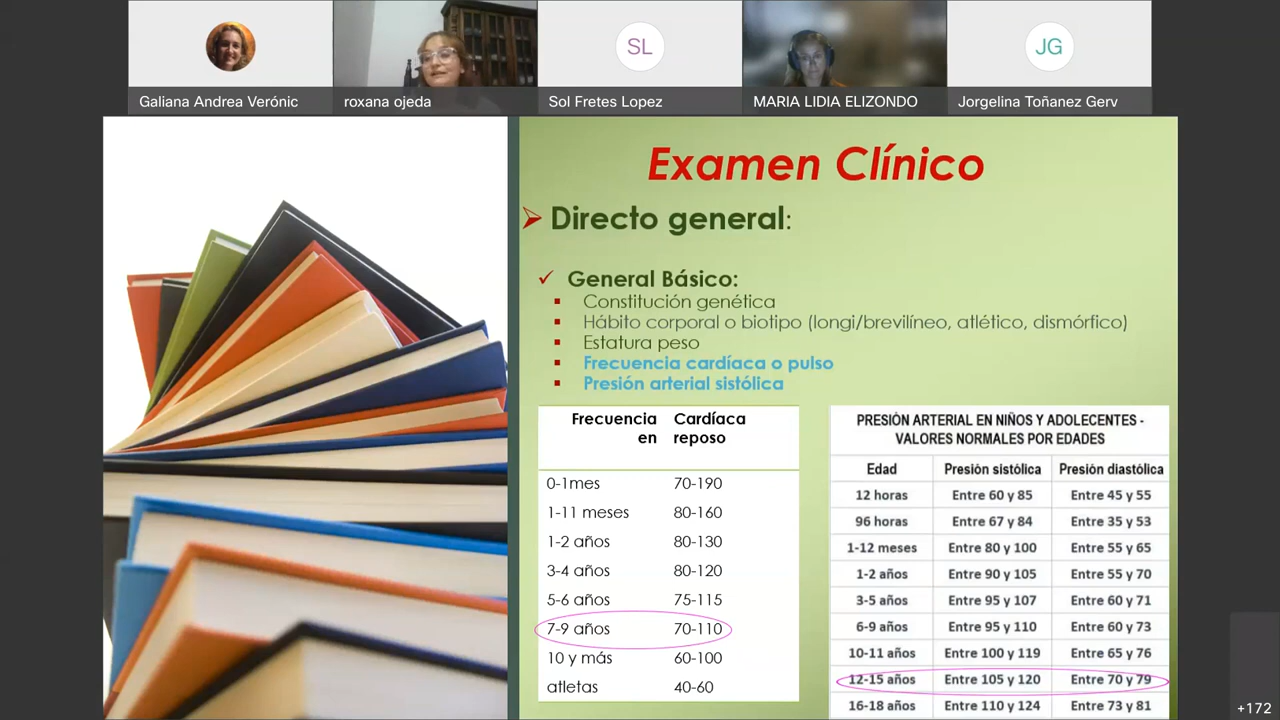 Galiana Andrea Verónic
roxana ojeda
SL
Sol Fretes Lopez
MARIA LIDIA ELIZONDO
JG
Jorgelina Toñanez Gerv
Examen Clínico
Directo general:
General Básico:
Constitución genética
Hábito corporal o biotipo (longi/brevilíneo, atlético, dismórfico)
Estatura peso
Frecuencia cardíaca o pulso
Presión arterial sistólica
Frecuencia en Cardíaca reposo
0-1mes 70-190
1-11 meses 80-160
1-2 años 80-130
3-4 años 80-120
5-6 años 75-115
7-9 años 70-110
10 y más 60-100
atletas 40-60
PRESIÓN ARTERIAL EN NIÑOS Y ADOLECENTES -
VALORES NORMALES POR EDADES
Edad Presión sistólica Presión diastólica
12 horas Entre 60 y 85 Entre 45 y 55
96 horas Entre 67 y 84 Entre 35 y 53
1-12 meses Entre 80 y 100 Entre 55 y 65
1-2 años Entre 90 y 105 Entre 55 y 70
3-5 años Entre 95 y 107 Entre 60 y 71
6-9 años Entre 95 y 110 Entre 60 y 73
10-11 años Entre 100 y 119 Entre 65 y 76
12-15 años Entre 105 y 120 Entre 70 y 79
16-18 años Entre 110 y 124 Entre 73 y 81
+172